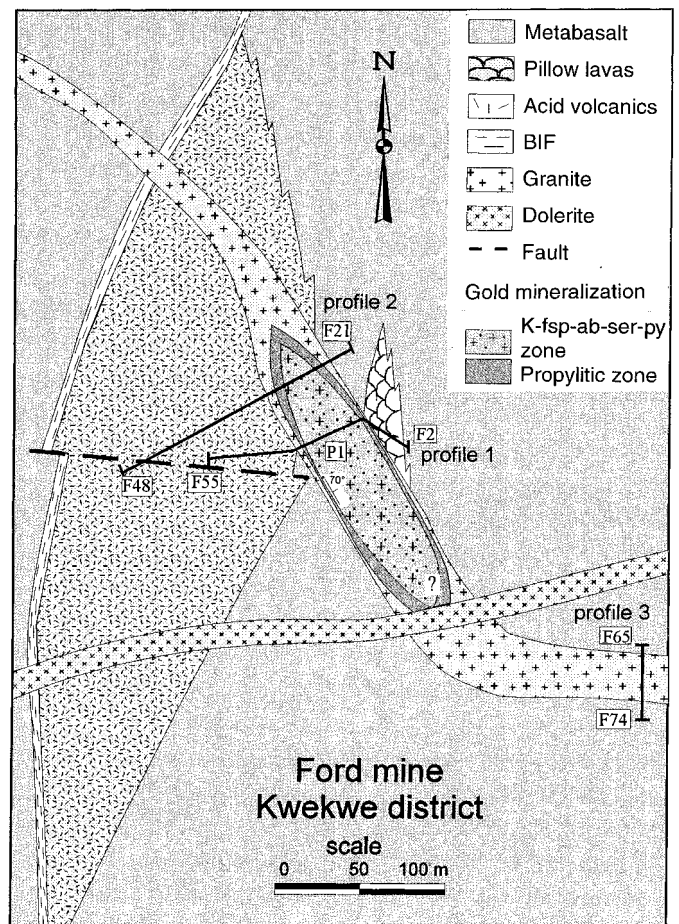 Metabasalt
Pillow lavas
Acid volcanics
BIF
Granite
Dolerite
Fault
Gold mineralization
K-fsp-ab-ser-py
zone
Propylitic zone
N
profile 2
F21
F2
profile 1
P1
F48
F55
70°
?
profile 3
F65
F74
Ford mine
Kwekwe district
scale
0 50 100 m